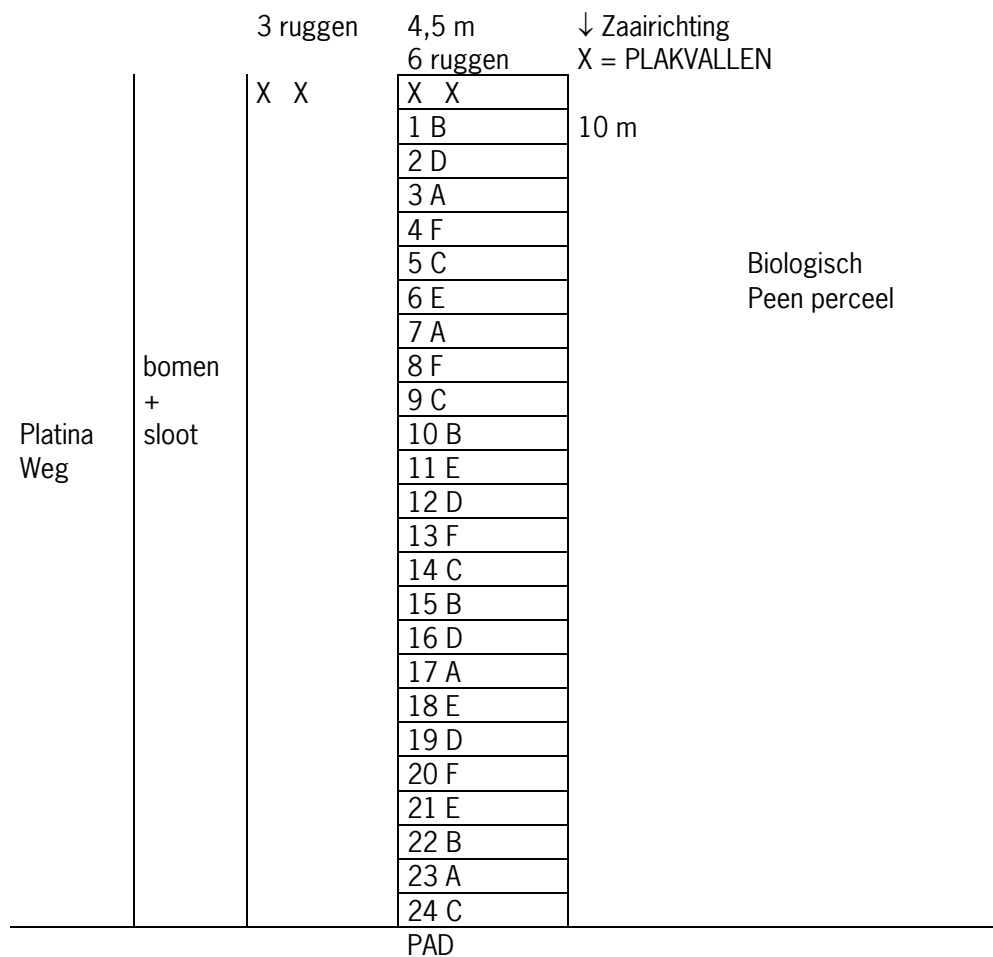 3 ruggen 4,5 m ↓ Zaairichting
6 ruggen X = PLAKVALLEN
X X X X
1 B 10 m
2 D
3 A
4 F
5 C Biologisch
6 E Peen perceel
7 A
bomen 8 F
+ 9 C
Platina sloot 10 B
Weg 11 E
12 D
13 F
14 C
15 B
16 D
17 A
18 E
19 D
20 F
21 E
22 B
23 A
24 C
PAD